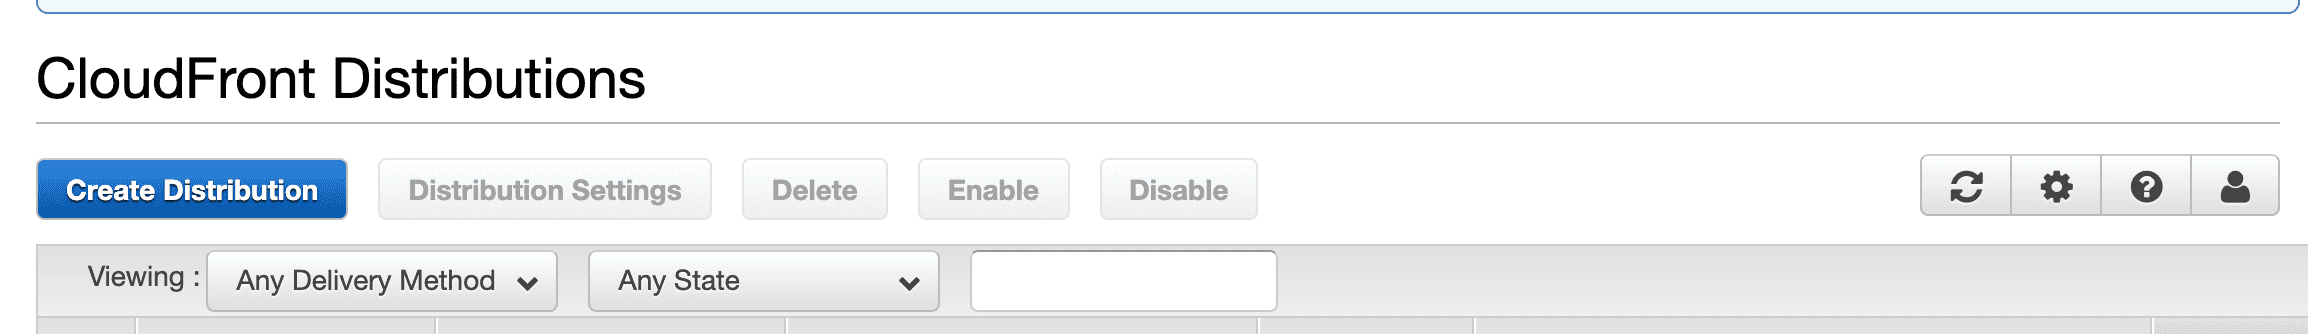 CloudFront Distributions
Create Distribution Distribution Settings Delete Enable Disable
Viewing : Any Delivery Method Any State